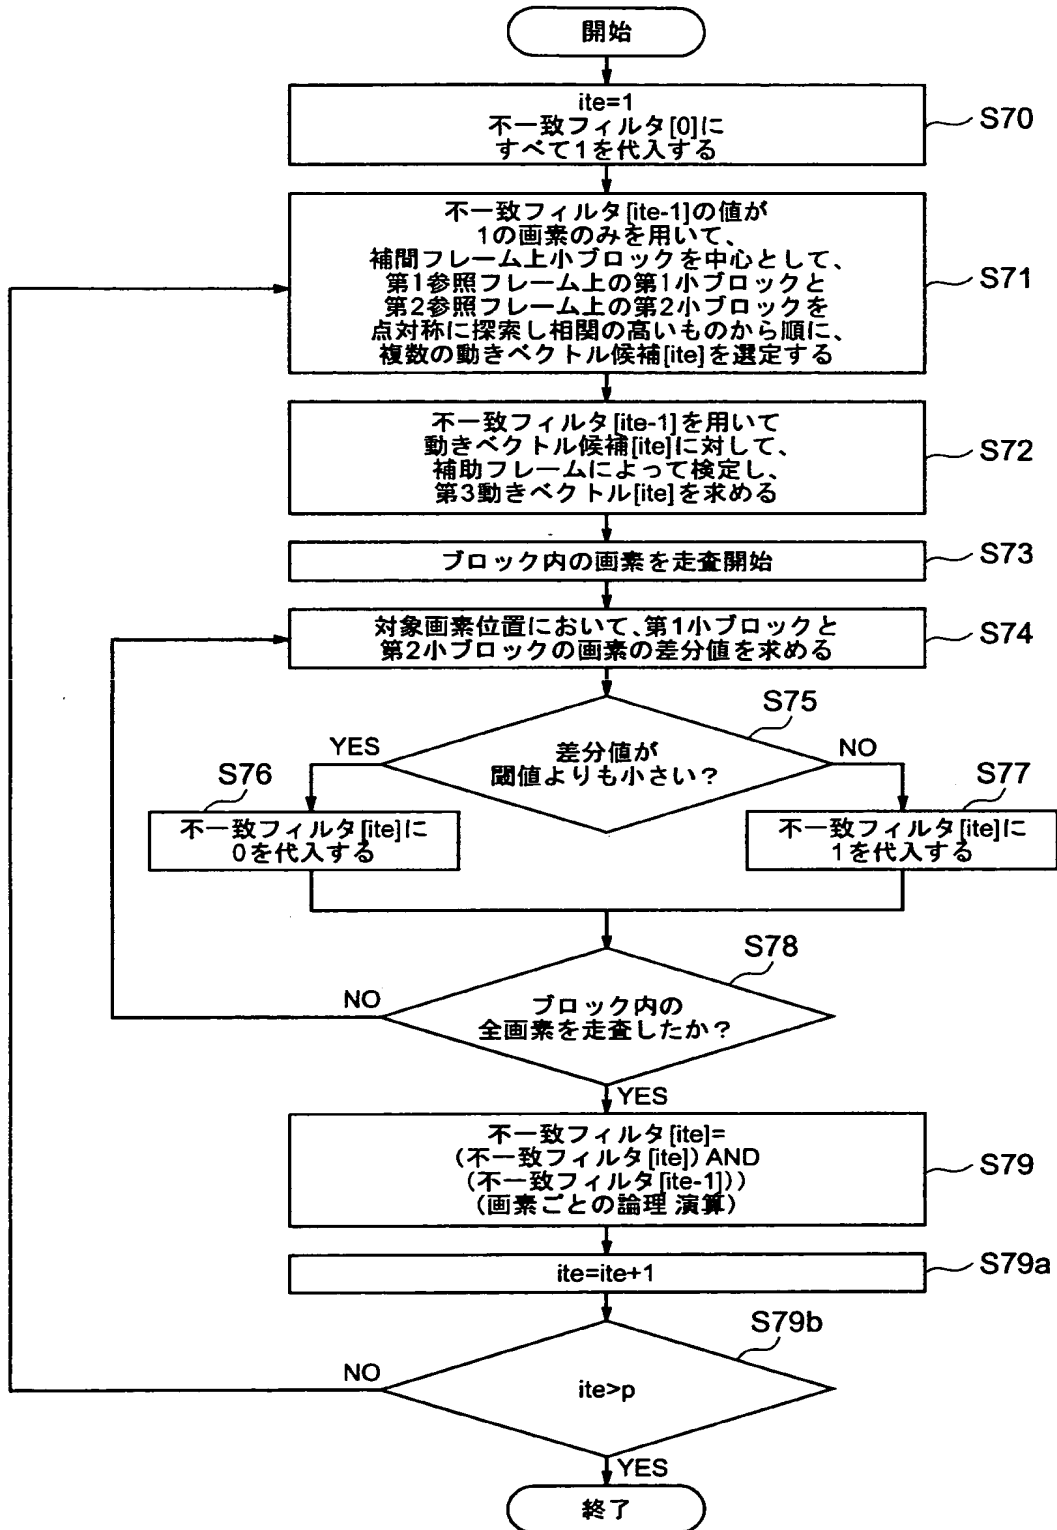 開始
ite=1
不一致フィルタ[0]に
すべて1を代入する
S70
不一致フィルタ[ite-1]の値が
1の画素のみを用いて、
補間フレーム上小ブロックを中心として、
第1参照フレーム上の第1小ブロックと
第2参照フレーム上の第2小ブロックを
点対称に探索し相関の高いものから順に、
複数の動きベクトル候補[ite]を選定する
S71
不一致フィルタ[ite-1]を用いて
動きベクトル候補[ite]に対して、
補助フレームによって検定し、
第3動きベクトル[ite]を求める
S72
ブロック内の画素を走査開始
S73
対象画素位置において、第1小ブロックと
第2小ブロックの画素の差分値を求める
S74
差分値が
閾値よりも小さい?
S75
YES
NO
S76
不一致フィルタ[ite]に
0を代入する
S77
不一致フィルタ[ite]に
1を代入する
S78
ブロック内の
全画素を走査したか?
NO
YES
不一致フィルタ[ite]=
(不一致フィルタ[ite]) AND
(不一致フィルタ[ite-1]))
(画素ごとの論理 演算)
S79
ite=ite+1
S79a
S79b
ite>p
NO
YES
終了